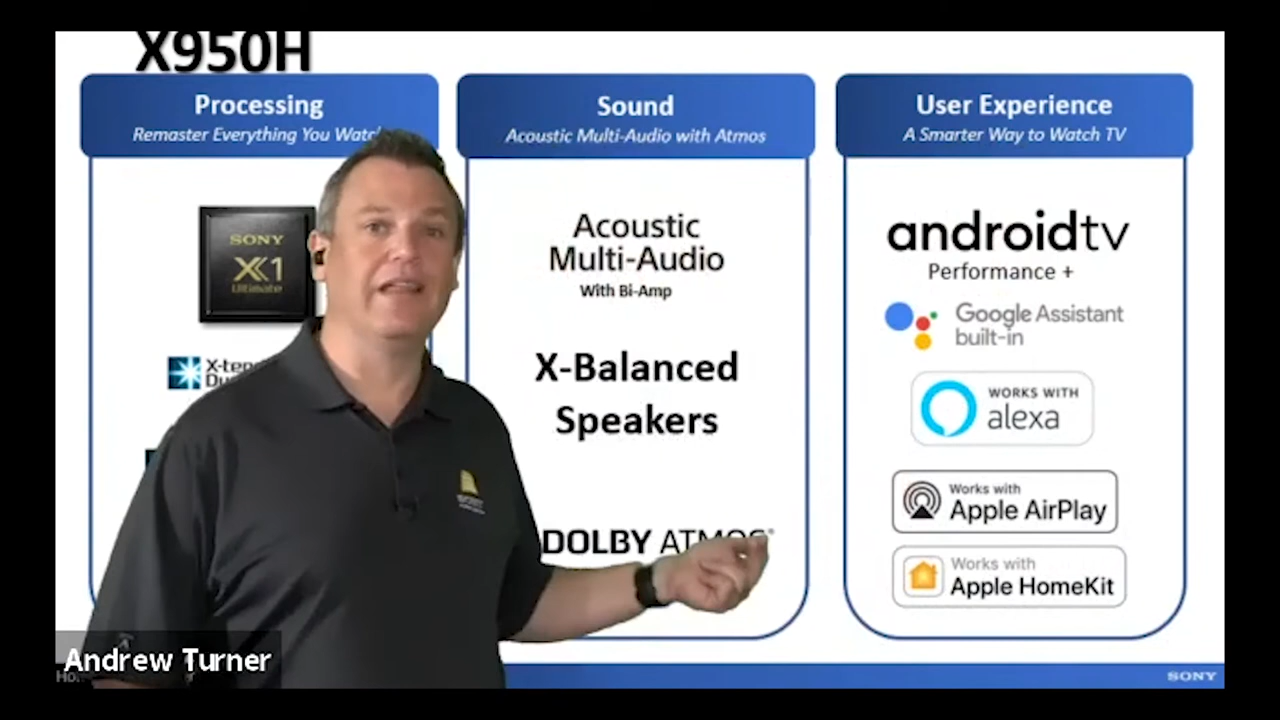 X950H
Processing
Remaster Everything You
SONY
X1
Ultimate
Sound
Acoustic Multi-Audio with Atmos
Acoustic
Multi-Audio
With Bi-Amp
X-Balanced
Speakers
DOLBY ATMOS
User Experience
A Smarter Way to Watch TV
androidtv
Performance +
Google Assistant
built-in
WORKS WITH
alexa
Works with
Apple AirPlay
Works with
Apple HomeKit
Andrew Turner
SONY